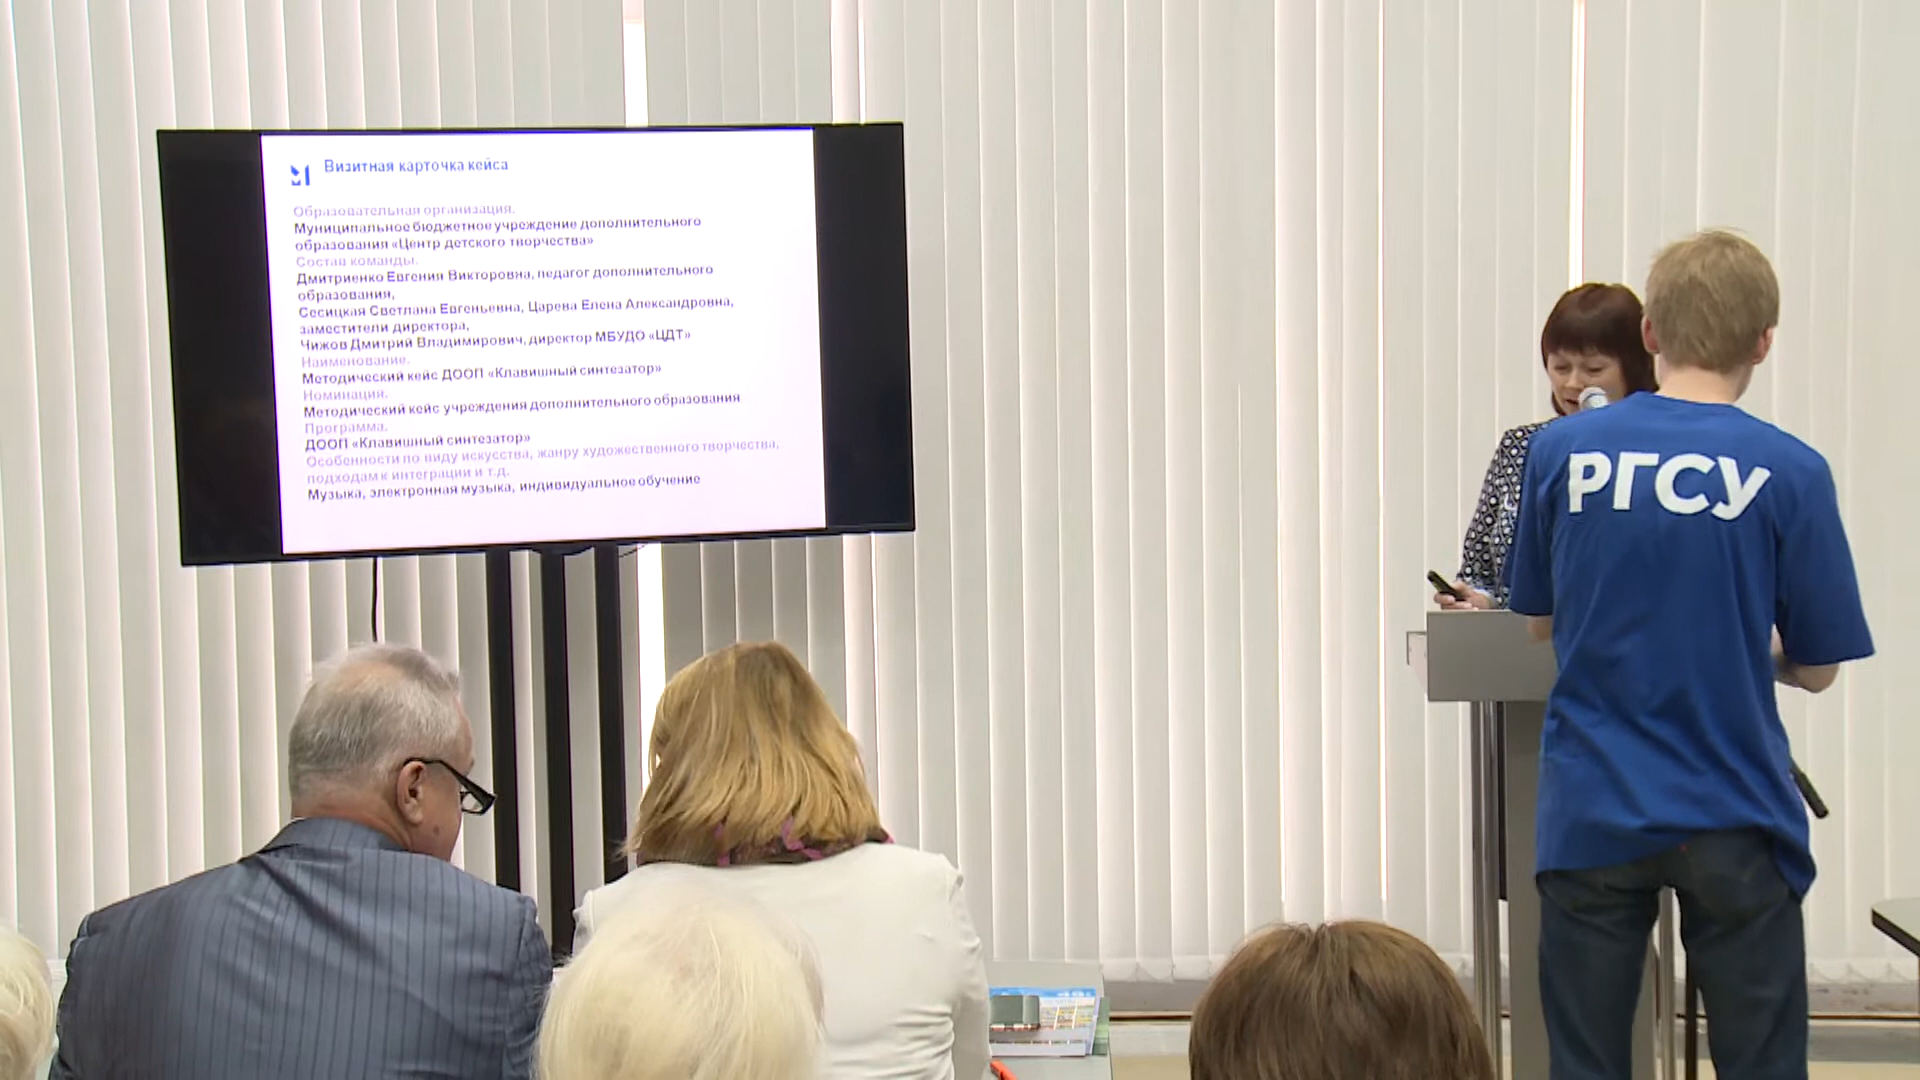 Визитная карточка кейса
Образовательная организация.
Муниципальное бюджетное учреждение дополнительного
образования «Центр детского творчества»
Состав команды.
Дмитриенко Евгения Викторовна, педагог дополнительного
образования,
Сесицкая Светлана Евгеньевна, Царева Елена Александровна,
заместители директора,
Чижов Дмитрий Владимирович, директор МБУДО «ЦДТ»
Наименование.
Методический кейс ДООП «Клавишный синтезатор»
Номинация.
Методический кейс учреждения дополнительного образования
Программа.
ДООП «Клавишный синтезатор»
Особенности по виду искусства, жанру художественного творчества,
подходам к интеграции и т.д.
Музыка, электронная музыка, индивидуальное обучение
РГСУ